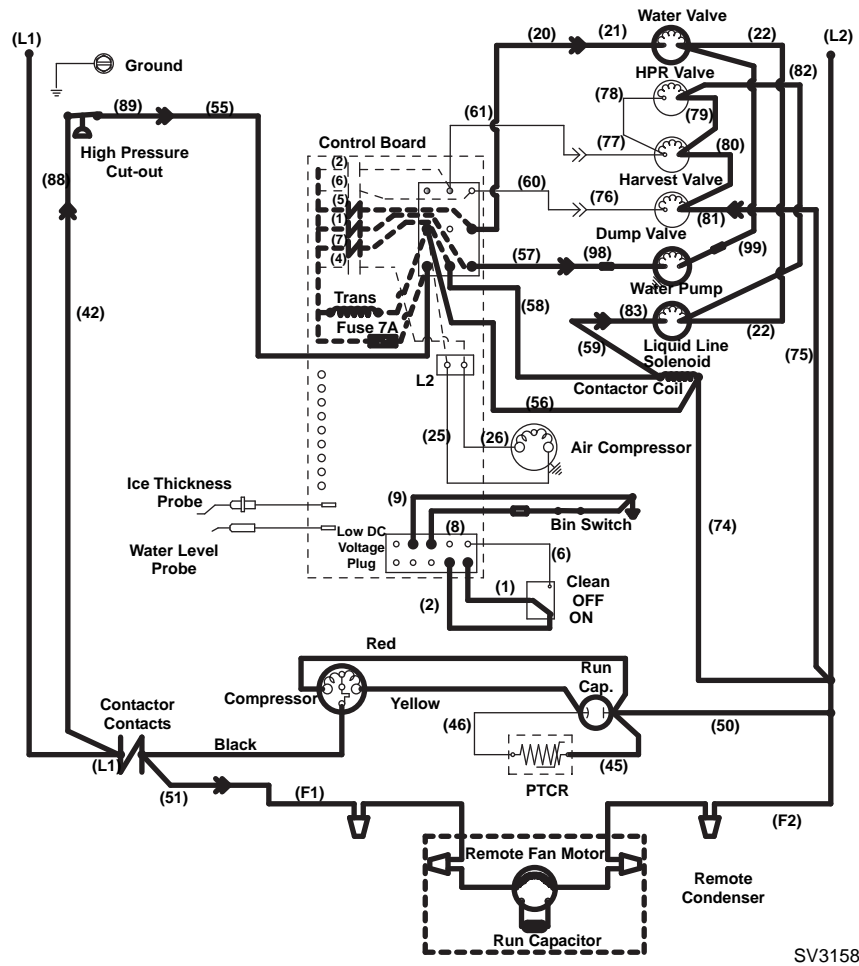 Water Valve
(L1)
(20)
(21)
(22)
(L2)
Ground
HPR Valve
(82)
(89)
(55)
(61)
(78)
(79)
Control Board
High Pressure
Cut-out
(2)
(77)
(80)
(88)
(6)
(60)
(76)
Harvest Valve
(5)
(1)
(81)
(7)
Dump Valve
(4)
(57)
(98)
(99)
Water Pump
(42)
Trans
(58)
(83)
(22)
Fuse 7A
(59)
Liquid Line
Solenoid
(75)
L2
Contactor Coil
(56)
(25)
(26)
Air Compressor
Ice Thickness
Probe
(9)
Bin Switch
(74)
Low DC
Voltage
Plug
(8)
Water Level
Probe
(6)
Clean
OFF
ON
(2)
(1)
Red
Run
Cap.
Compressor
Yellow
Contactor
Contacts
(46)
(50)
Black
(L1)
(45)
(51)
PTCR
(F1)
(F2)
Remote Fan Motor
Remote
Condenser
Run Capacitor
SV3158